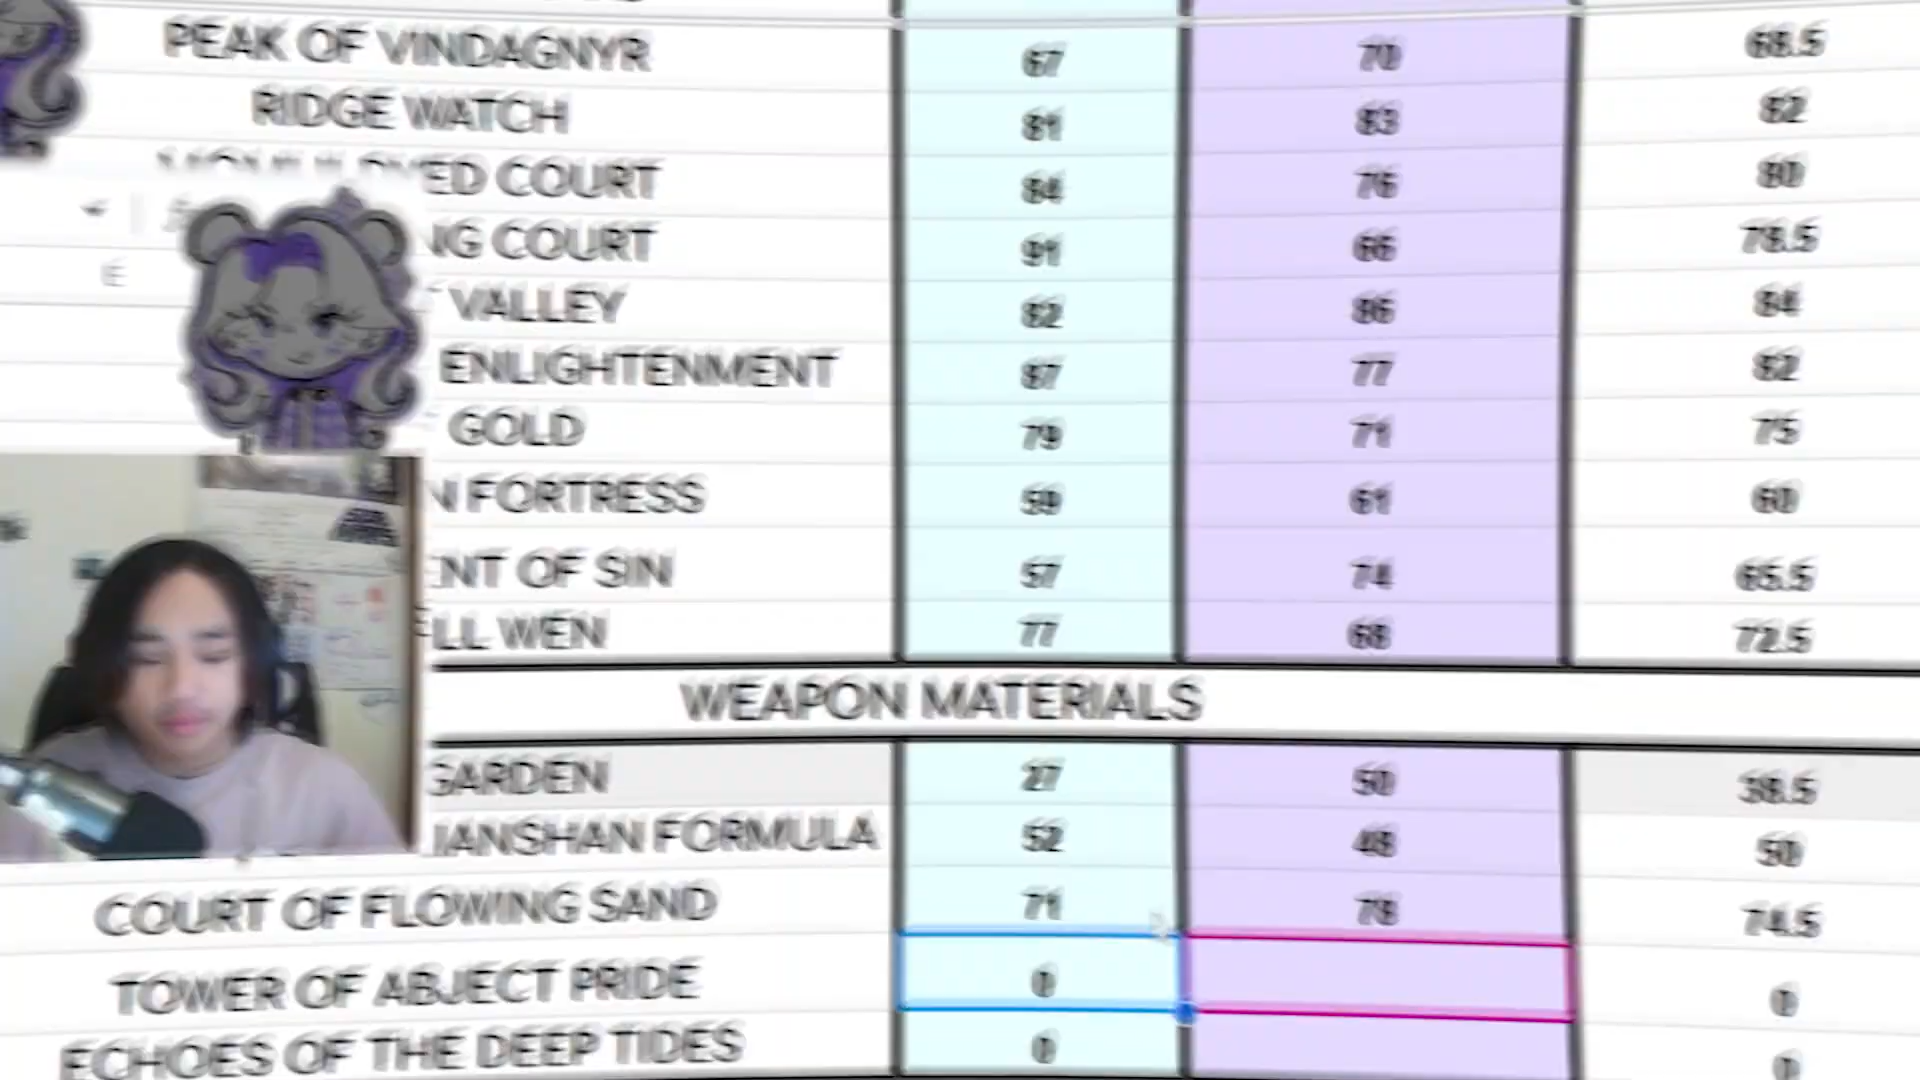 PEAK OF VINDAGNYR 67 70 68.5
RIDGE WATCH 81 83 82
COURT 84 76 80
COURT 91 66 78.5
VALLEY 82 86 84
ENLIGHTENMENT 87 77 82
GOLD 79 71 75
FORTRESS 59 61 60
OF SIN 57 74 65.5
WEN 77 68 72.5
WEAPON MATERIALS
GARDEN 27 50 38.5
IANSHAN FORMULA 52 48 50
COURT OF FLOWING SAND 71 78 74.5
TOWER OF ABJECT PRIDE 0 0
ECHOES OF THE DEEP TIDES 0 0